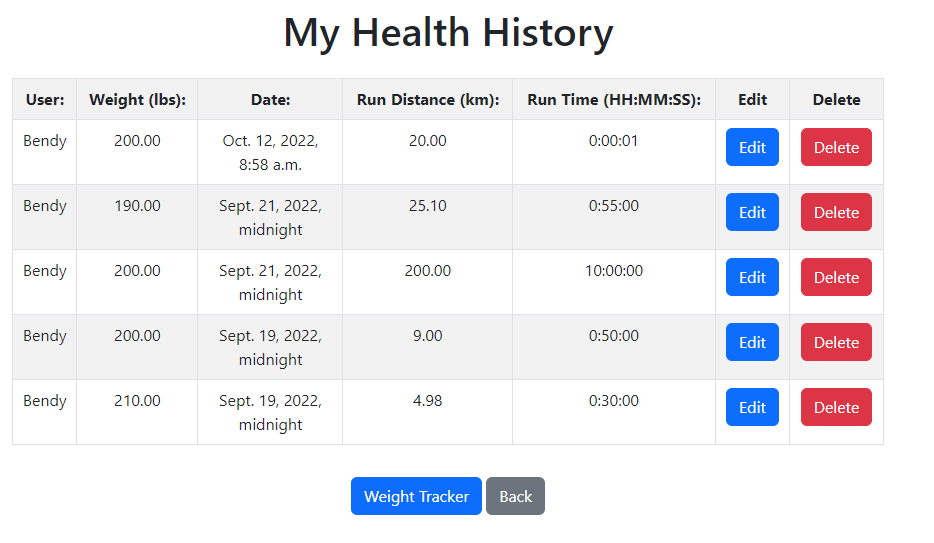 My Health History
User: Weight (lbs): Date: Run Distance (km): Run Time (HH:MM:SS): Edit Delete
Bendy 200.00 Oct. 12, 2022, 20.00 0:00:01 Edit Delete
8:58 a.m.
Bendy 190.00 Sept. 21, 2022, 25.10 0:55:00 Edit Delete
midnight
Bendy 200.00 Sept. 21, 2022, 200.00 10:00:00 Edit Delete
midnight
Bendy 200.00 Sept. 19, 2022, 9.00 0:50:00 Edit Delete
midnight
Bendy 210.00 Sept. 19, 2022, 4.98 0:30:00 Edit Delete
midnight
Weight Tracker Back